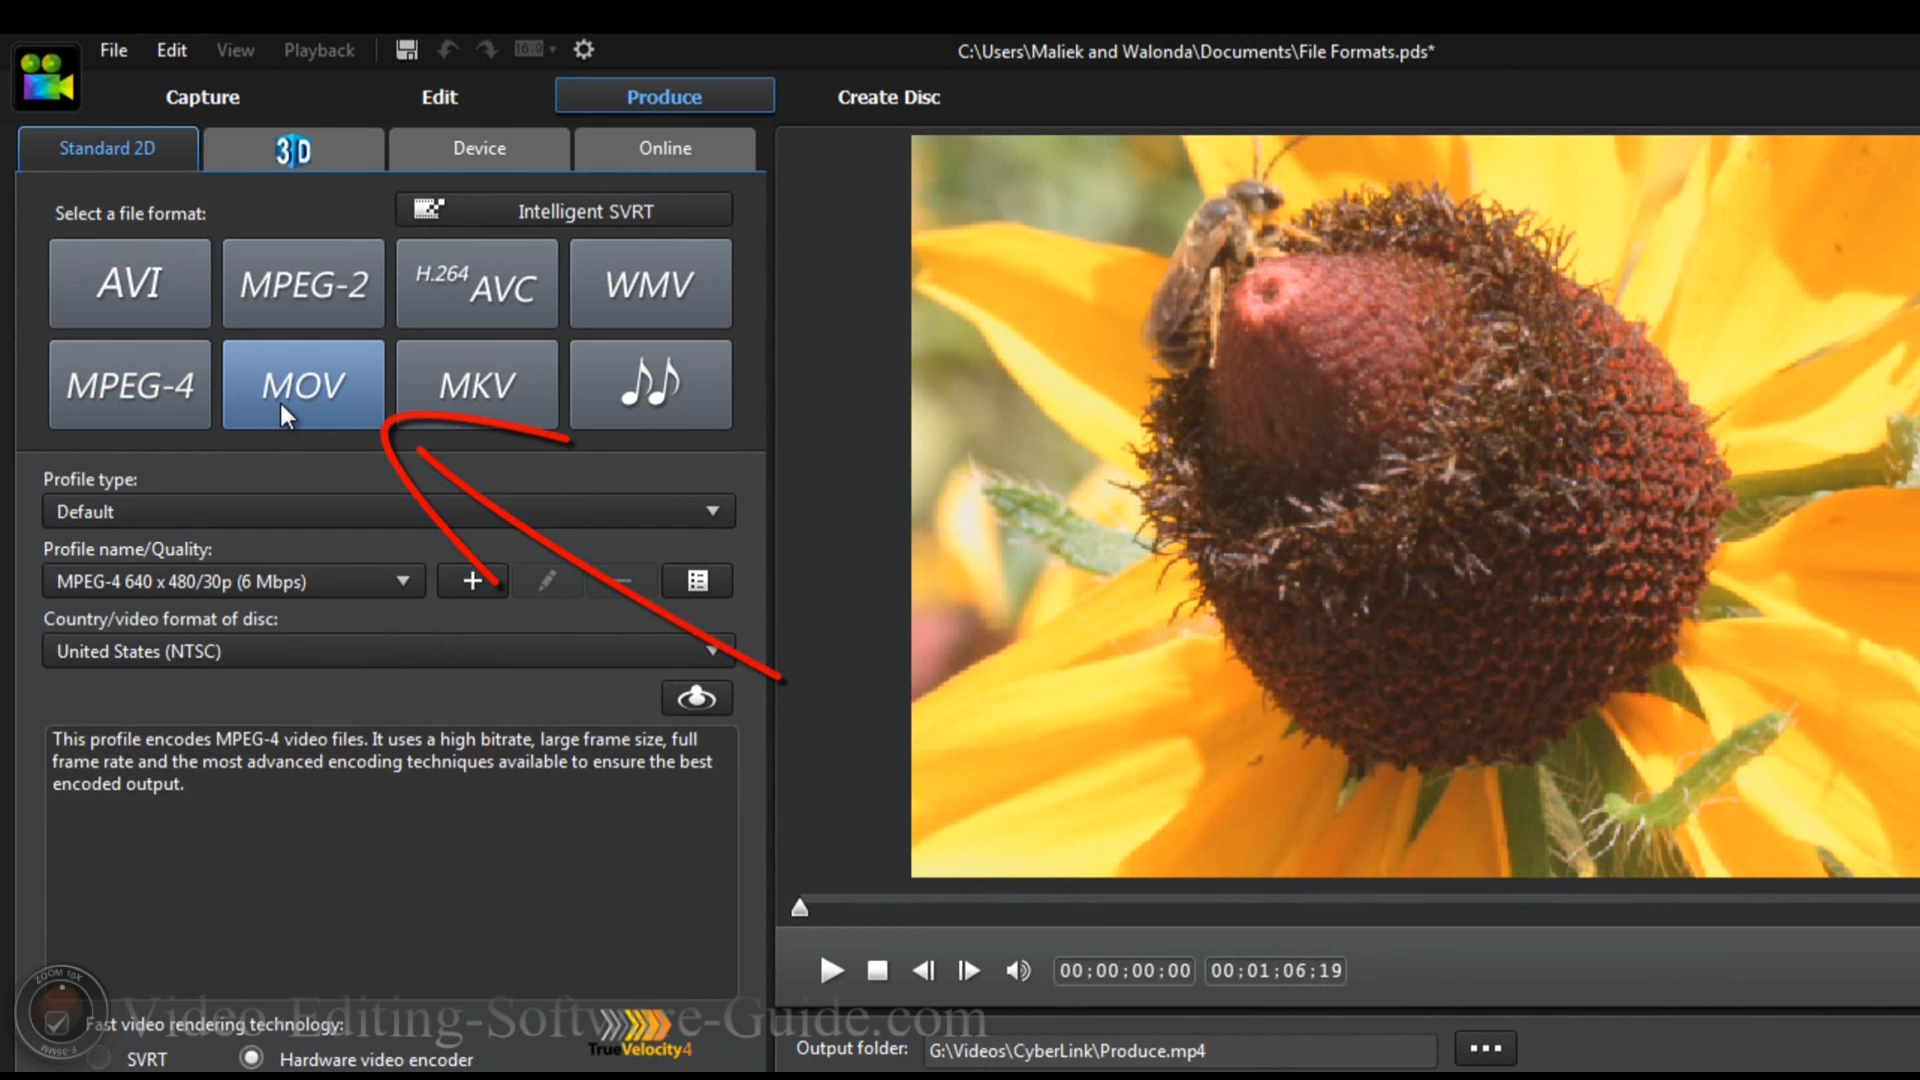 File Edit View Playback 16:9 C:\Users\Maliek and Walonda\Documents\File Formats.pds*
Capture Edit Produce Create Disc
Standard 2D 3D Device Online
Select a file format: Intelligent SVRT
AVI MPEG-2 H.264 AVC WMV
MPEG-4 MOV MKV
Profile type:
Default
Profile name/Quality:
MPEG-4 640 x 480/30p (6 Mbps)
Country/video format of disc:
United States (NTSC)
This profile encodes MPEG-4 video files. It uses a high bitrate, large frame size, full
frame rate and the most advanced encoding techniques available to ensure the best
encoded output.
00;00;00;00 00;01;06;19
ZOOM 10X
Video-Editing-Software-Guide.com
F-35MM
Fast video rendering technology:
SVRT Hardware video encoder TrueVelocity4
Output folder: G:\Videos\CyberLink\Produce.mp4